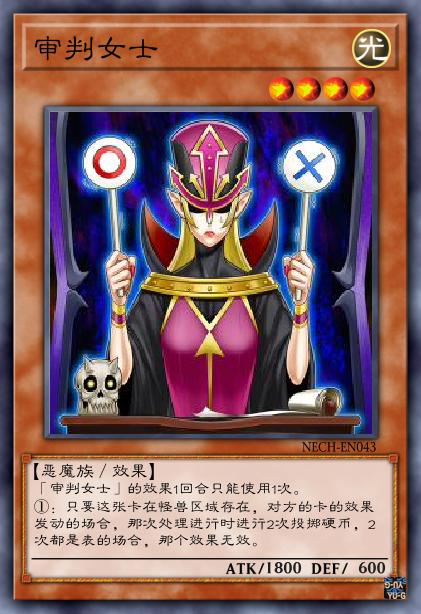 审判女士
光
NECH-EN043
【恶魔族／效果】
「审判女士」的效果1回合只能使用1次。
①：只要这张卡在怪兽区域存在，对方的卡的效果
发动的场合，那次处理进行时进行2次投掷硬币，2
次都是表的场合，那个效果无效。
ATK/1800 DEF/ 600